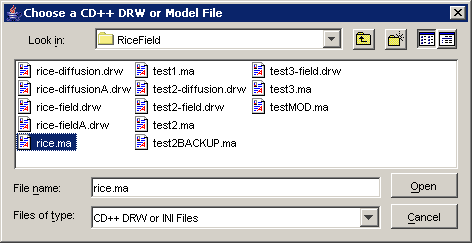 Choose a CD++ DRW or Model File
Look in: RiceField
rice-diffusion.drw test1.ma test3-field.drw
rice-diffusionA.drw test2-diffusion.drw test3.ma
rice-field.drw test2-field.drw testMOD.ma
rice-fieldA.drw test2.ma
rice.ma test2BACKUP.ma
File name: rice.ma Open
Files of type: CD++ DRW or INI Files Cancel